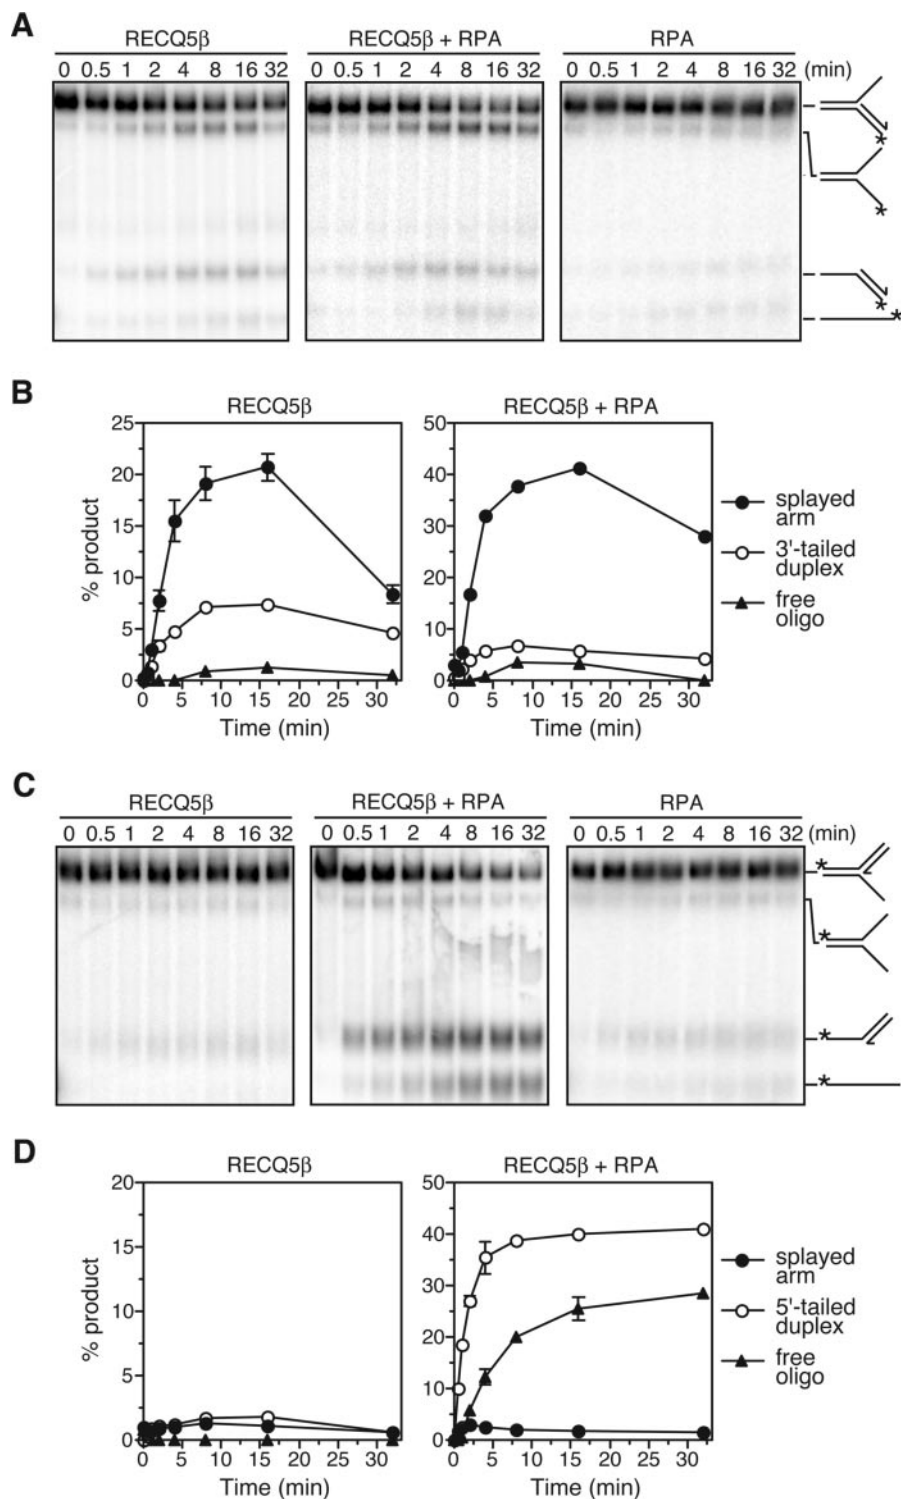 A
RECQ5β RECQ5β + RPA RPA
0 0.5 1 2 4 8 16 32 0 0.5 1 2 4 8 16 32 0 0.5 1 2 4 8 16 32 (min)
*
*
*
*
B
RECQ5β RECQ5β + RPA
25 50
20 40
15 30
10 20
5 10
0 0
% product
0 5 10 15 20 25 30 0 5 10 15 20 25 30
Time (min) Time (min)
splayed
arm
3'-tailed
duplex
free
oligo
C
RECQ5β RECQ5β + RPA RPA
0 0.5 1 2 4 8 16 32 0 0.5 1 2 4 8 16 32 0 0.5 1 2 4 8 16 32 (min)
*
*
*
*
D
RECQ5β RECQ5β + RPA
20 50
15 40
10 30
5 20
0 10
0
% product
0 5 10 15 20 25 30 0 5 10 15 20 25 30
Time (min) Time (min)
splayed
arm
5'-tailed
duplex
free
oligo